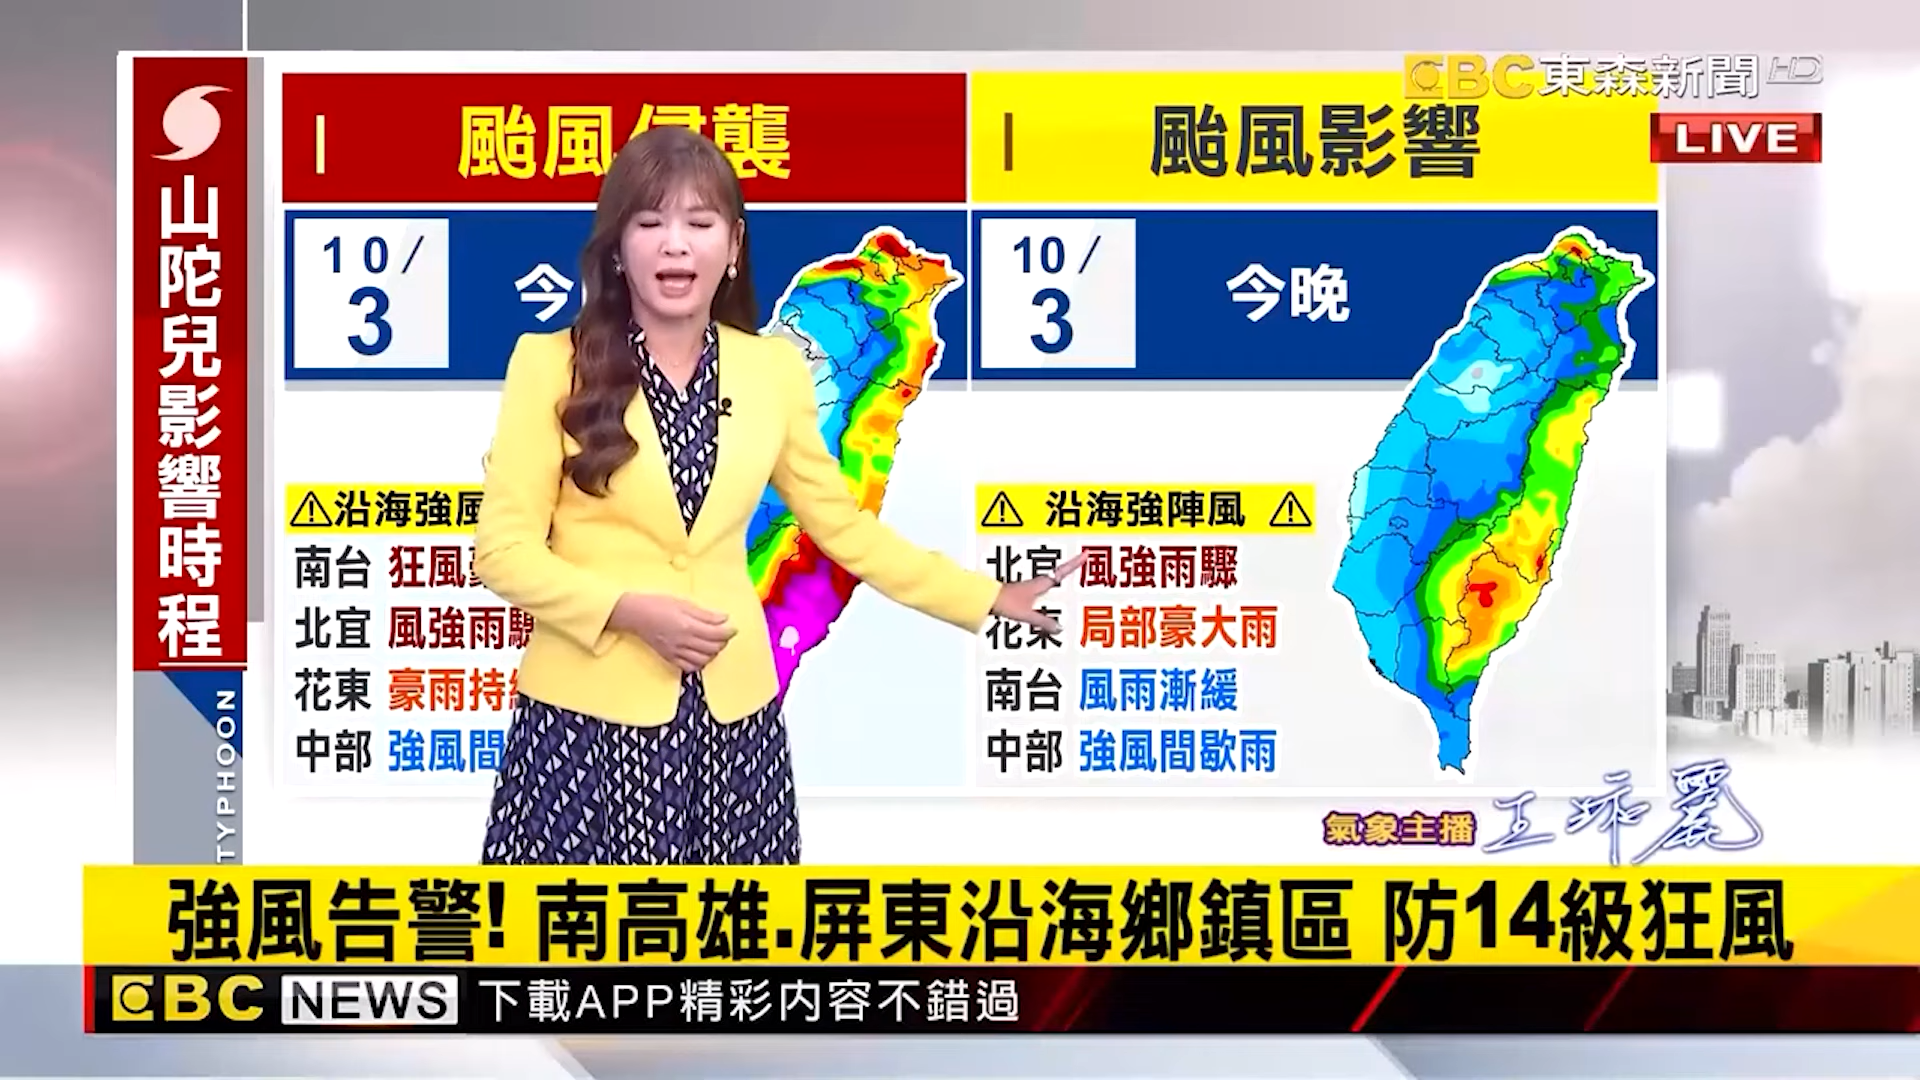 EBC東森新聞HD
LIVE
山陀兒影響時程
TYPHOON
颱風 襲
10/
3
今
沿海強風
南台 狂風
北宜 風強雨
花東 豪雨持
中部 強風間
颱風影響
10/
3
今晚
沿海強陣風
北宜 風強雨驟
花東 局部豪大雨
南台 風雨漸緩
中部 強風間歇雨
氣象主播
強風告警! 南高雄.屏東沿海鄉鎮區 防14級狂風
EBC NEWS 下載APP精彩內容不錯過